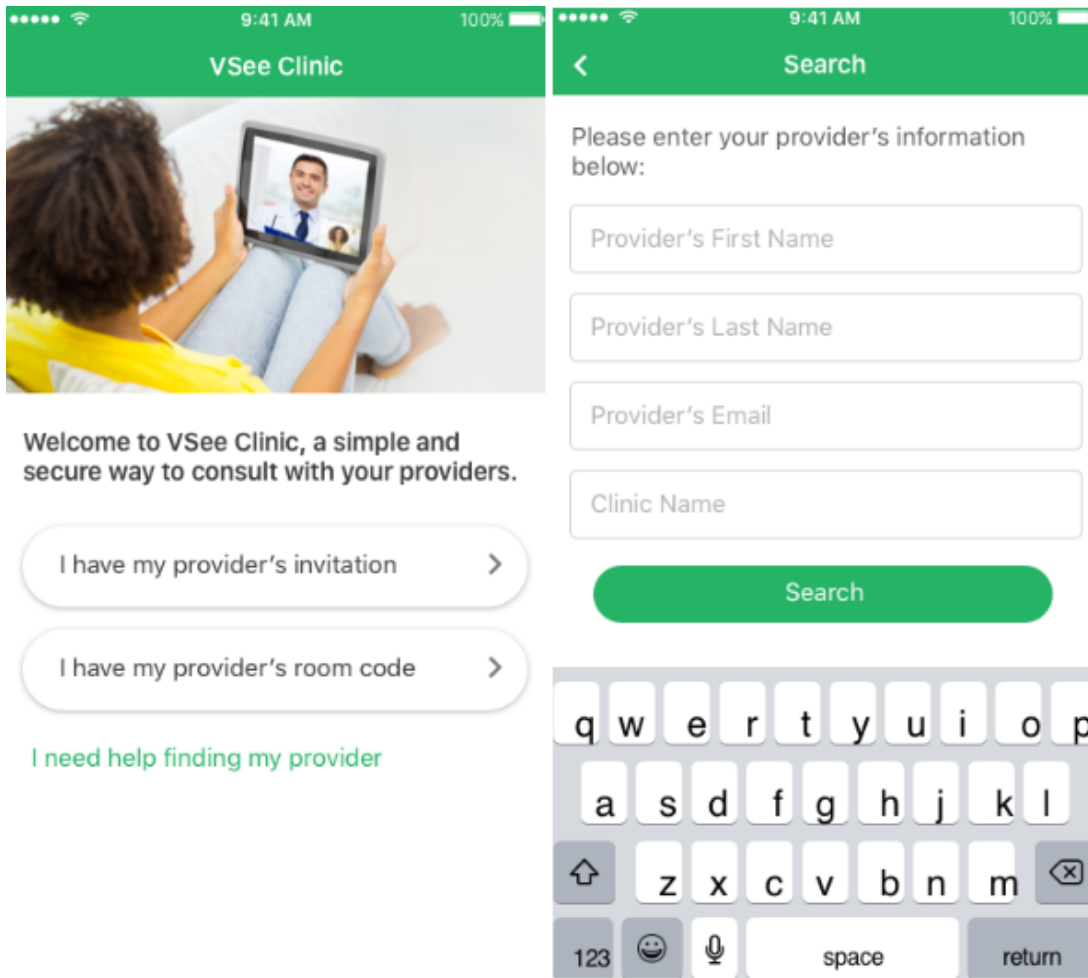 9:41 AM
100%
VSee Clinic
Welcome to VSee Clinic, a simple and
secure way to consult with your providers.
I have my provider's invitation
I have my provider's room code
I need help finding my provider
9:41 AM
100%
Search
Please enter your provider's information
below:
Provider's First Name
Provider's Last Name
Provider's Email
Clinic Name
Search
q w e r t y u i o p
a s d f g h j k l
z x c v b n m
123 space return